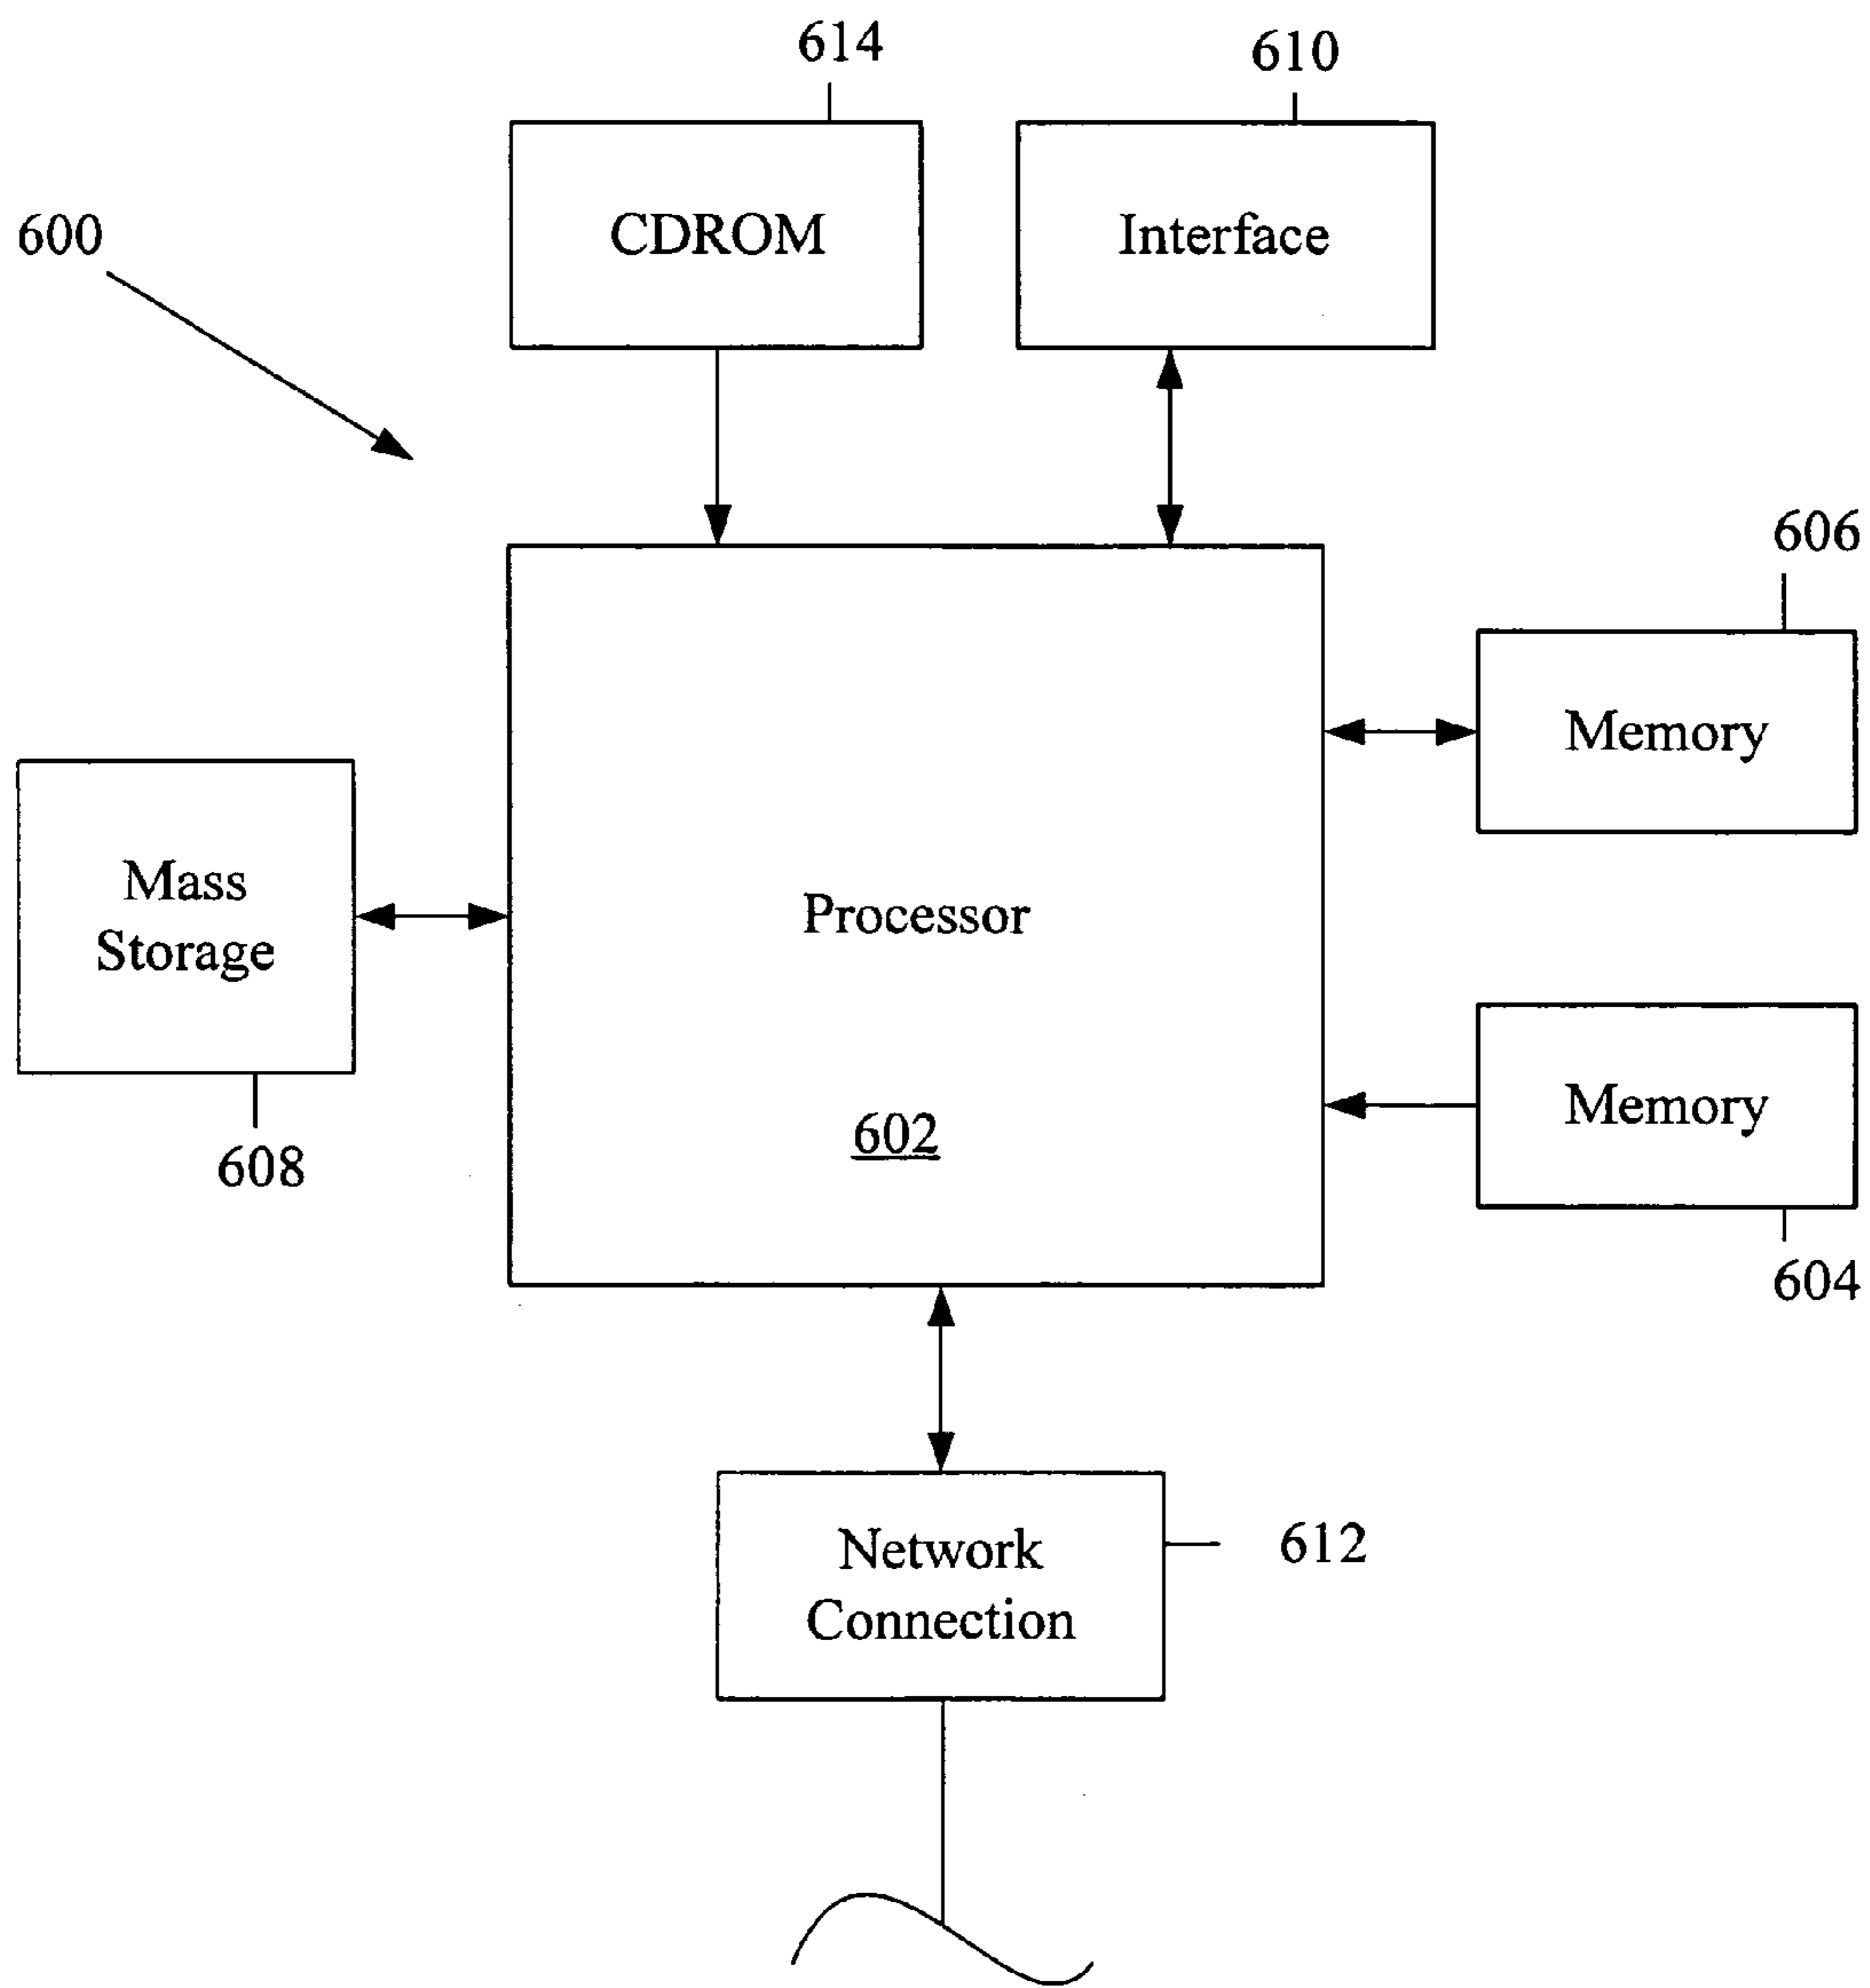 614
610
600
CDROM
Interface
606
Memory
Mass
Storage
Processor
Memory
602
608
604
Network
Connection
612